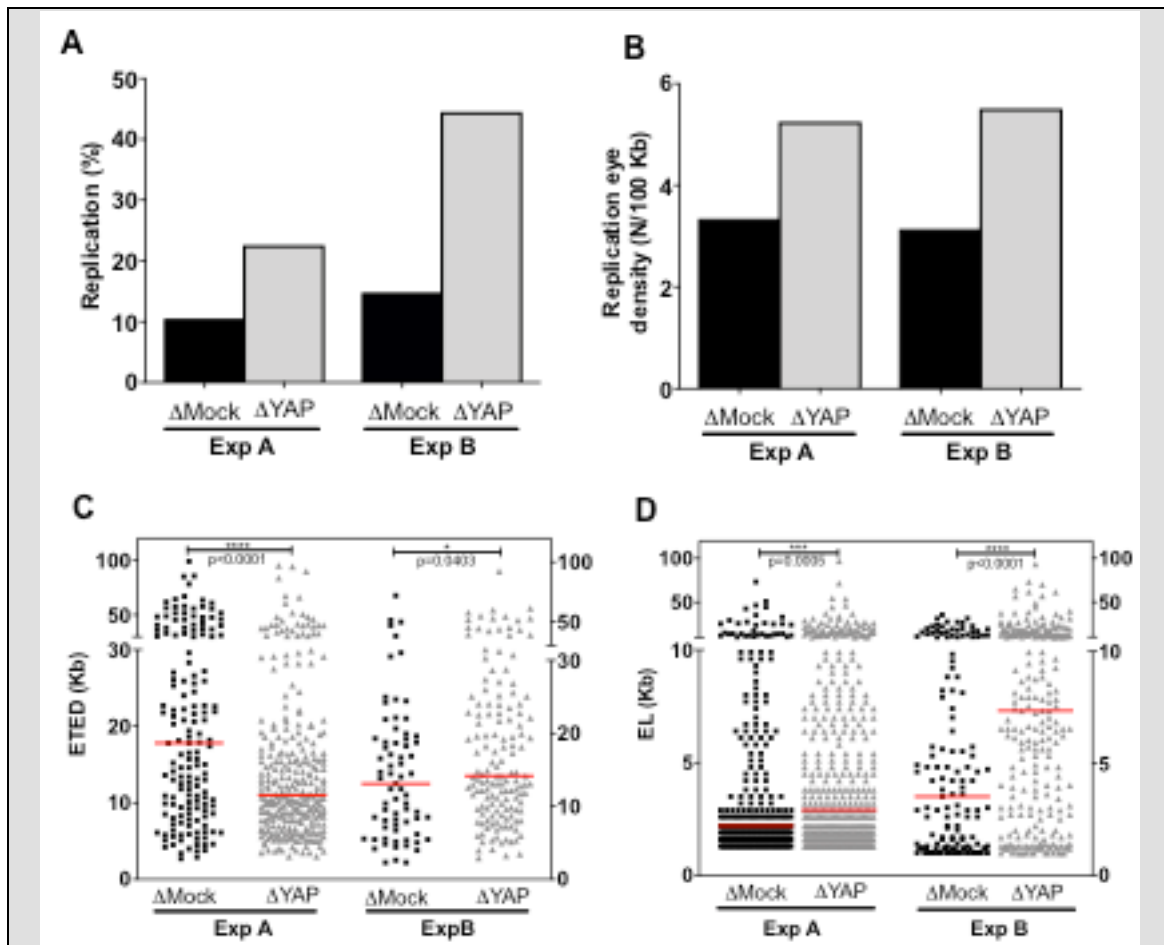 A
50
40
30
20
10
0
Replication (%)
ΔMock ΔYAP ΔMock ΔYAP
Exp A Exp B
B
6
4
2
0
Replication eye
density (N/100 Kb)
ΔMock ΔYAP ΔMock ΔYAP
Exp A Exp B
C
100
50
30
20
10
0
ETED (Kb)
**** *
p<0.0001 p=0.0403
100
50
30
20
10
0
ΔMock ΔYAP ΔMock ΔYAP
Exp A ExpB
D
100
50
10
5
0
EL (Kb)
*** ****
p=0.0005 p<0.0001
100
50
10
5
0
ΔMock ΔYAP ΔMock ΔYAP
Exp A Exp B